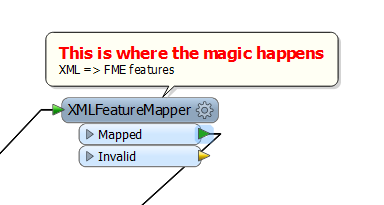 This is where the magic happens
XML => FME features
XMLFeatureMapper
Mapped
Invalid